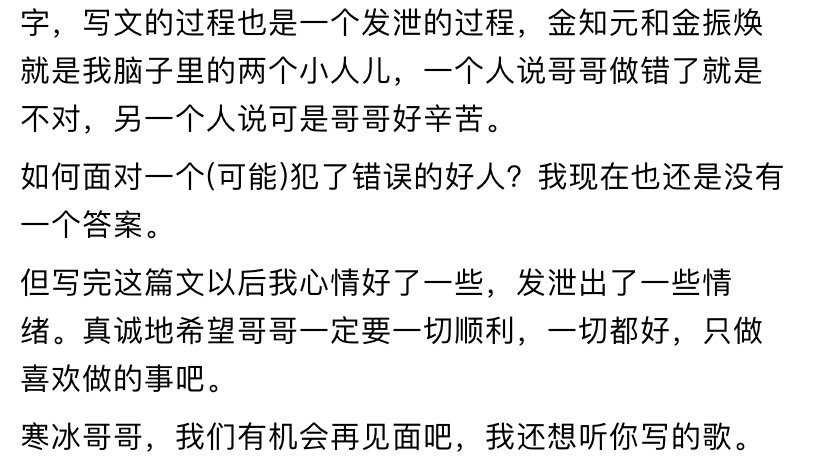 字，写文的过程也是一个发泄的过程，金知元和金振焕
就是我脑子里的两个小人儿，一个人说哥哥做错了就是
不对，另一个人说可是哥哥好辛苦。
如何面对一个(可能)犯了错误的好人？我现在也还是没有
一个答案。
但写完这篇文以后我心情好了一些，发泄出了一些情
绪。真诚地希望哥哥一定要一切顺利，一切都好，只做
喜欢做的事吧。
寒冰哥哥，我们有机会再见面吧，我还想听你写的歌。